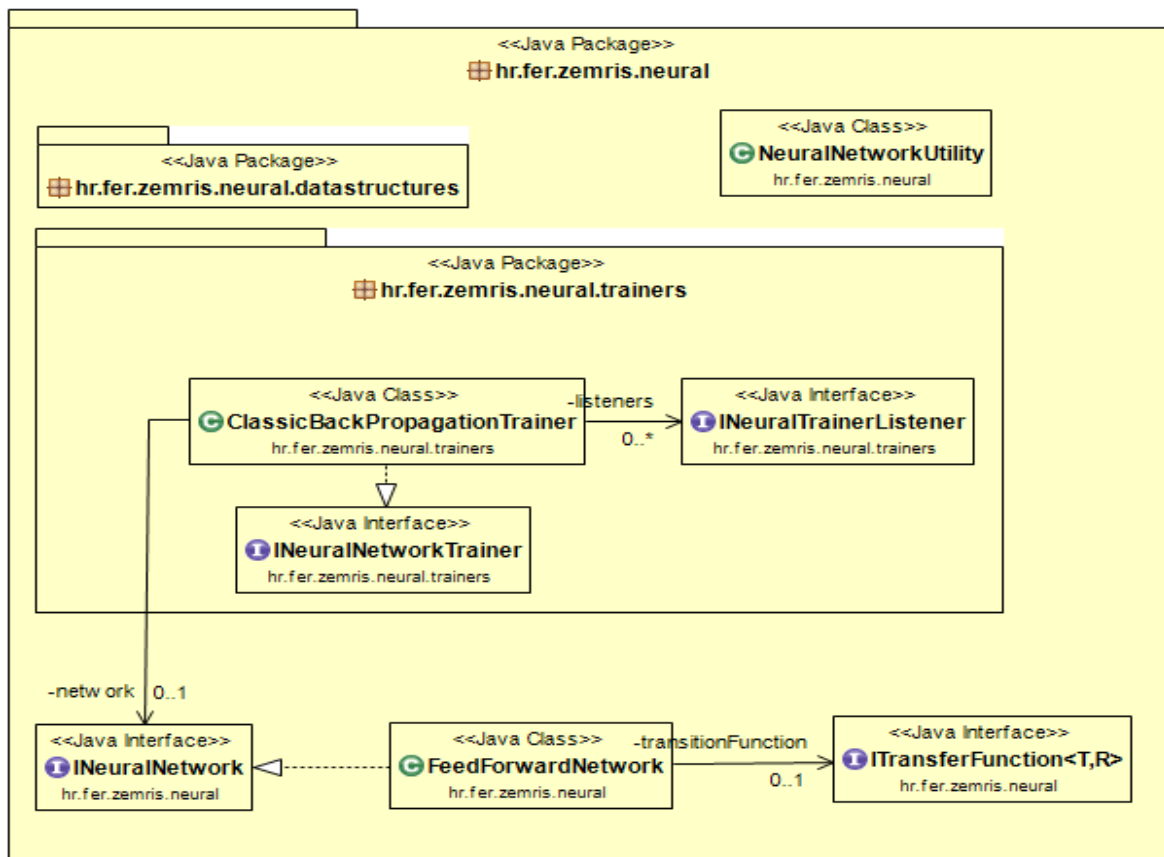 <<Java Package>>
hr.fer.zemris.neural
<<Java Class>>
NeuralNetworkUtility
hr.fer.zemris.neural
<<Java Package>>
hr.fer.zemris.neural.datastructures
<<Java Package>>
hr.fer.zemris.neural.trainers
<<Java Class>>
ClassicBackPropagationTrainer
hr.fer.zemris.neural.trainers
-listeners
0..*
<<Java Interface>>
INeuralTrainerListener
hr.fer.zemris.neural.trainers
<<Java Interface>>
INeuralNetworkTrainer
hr.fer.zemris.neural.trainers
-network
0..1
<<Java Interface>>
INeuralNetwork
hr.fer.zemris.neural
<<Java Class>>
FeedForwardNetwork
hr.fer.zemris.neural
-transitionFunction
0..1
<<Java Interface>>
ITransferFunction<T,R>
hr.fer.zemris.neural